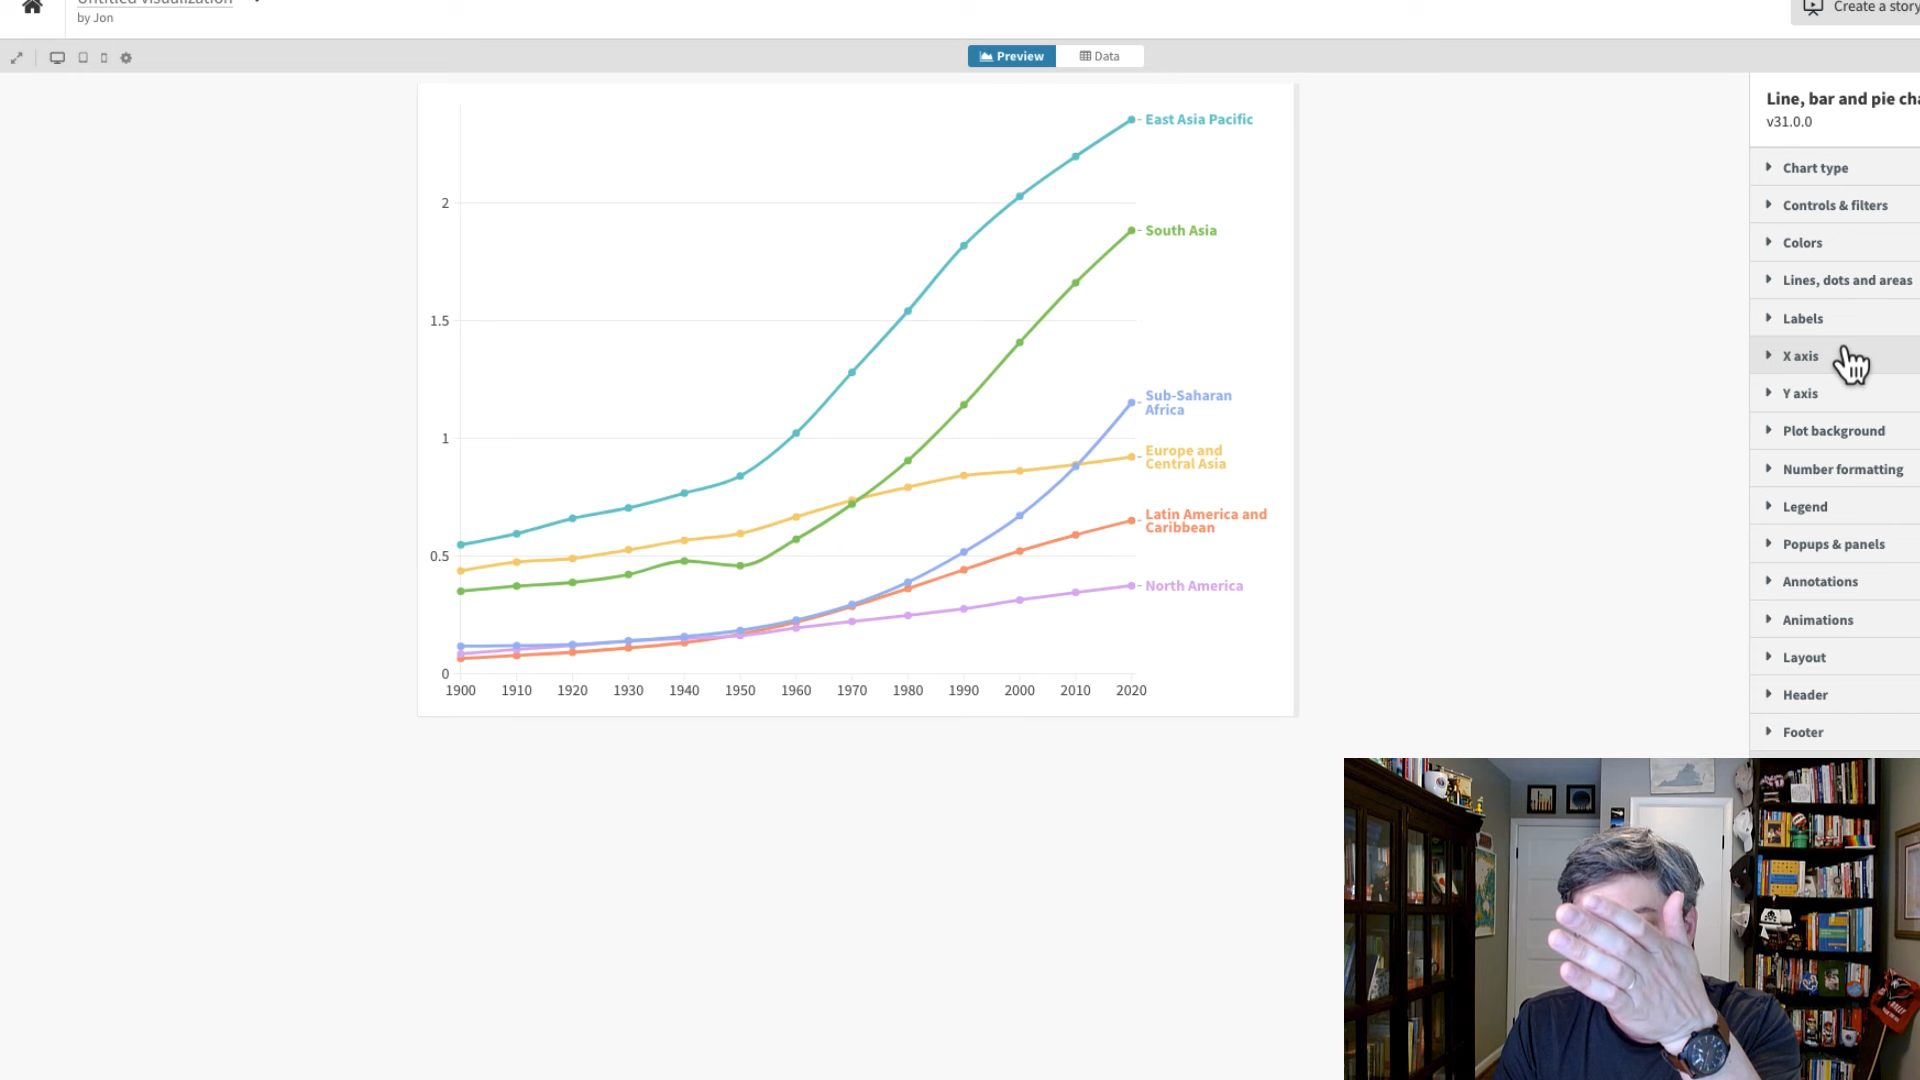 Untitled visualization
by Jon
Create a story
Preview
Data
Line, bar and pie cha
v31.0.0
Chart type
Controls & filters
Colors
Lines, dots and areas
Labels
X axis
Y axis
Plot background
Number formatting
Legend
Popups & panels
Annotations
Animations
Layout
Header
Footer
East Asia Pacific
South Asia
Sub-Saharan
Africa
Europe and
Central Asia
Latin America and
Caribbean
North America
2
1.5
1
0.5
0
1900 1910 1920 1930 1940 1950 1960 1970 1980 1990 2000 2010 2020